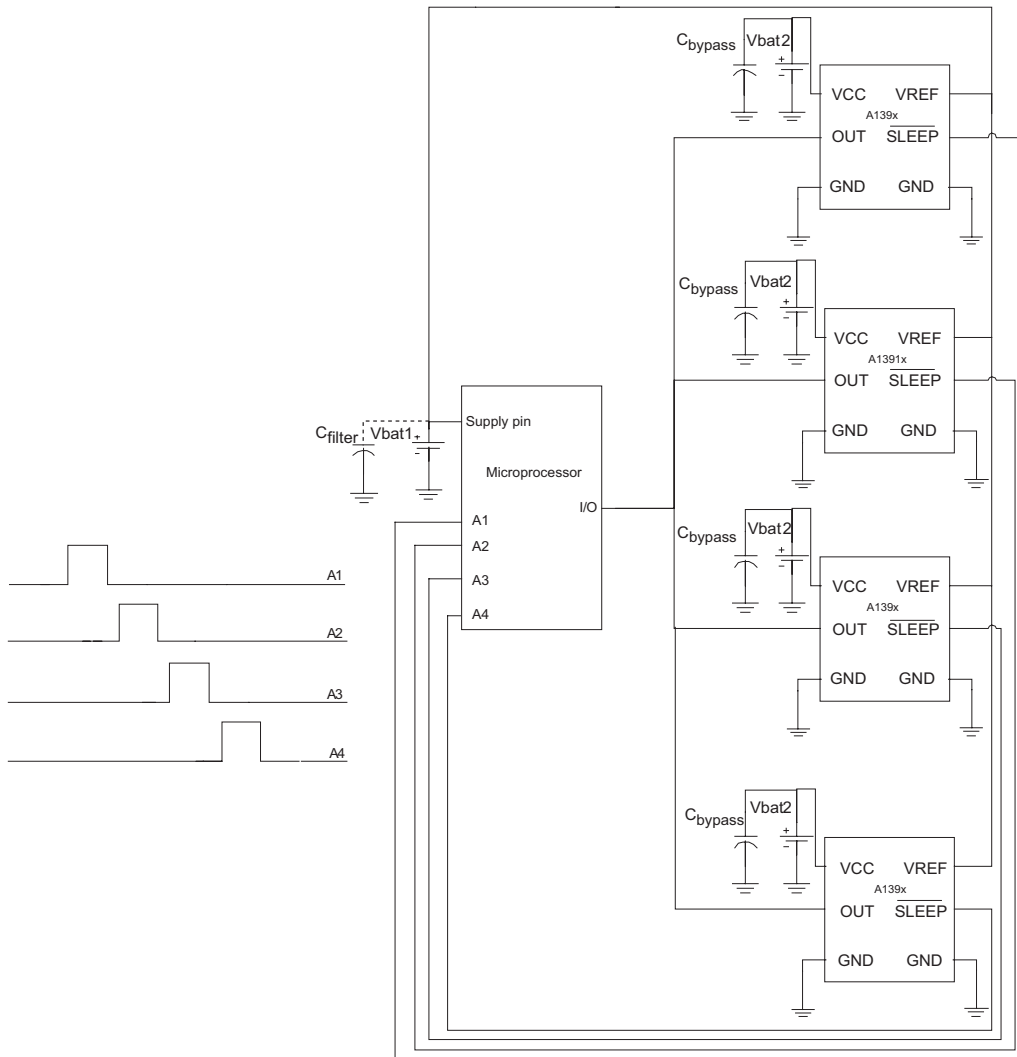 Cbypass Vbat2
VCC VREF
A139x
OUT SLEEP
GND GND
Cbypass Vbat2
VCC VREF
A1391x
OUT SLEEP
GND GND
Cfilter Vbat1 Supply pin
Microprocessor
I/O
A1
A2
A3
A4
A1
A2
A3
A4
Cbypass Vbat2
VCC VREF
A139x
OUT SLEEP
GND GND
Cbypass Vbat2
VCC VREF
A139x
OUT SLEEP
GND GND